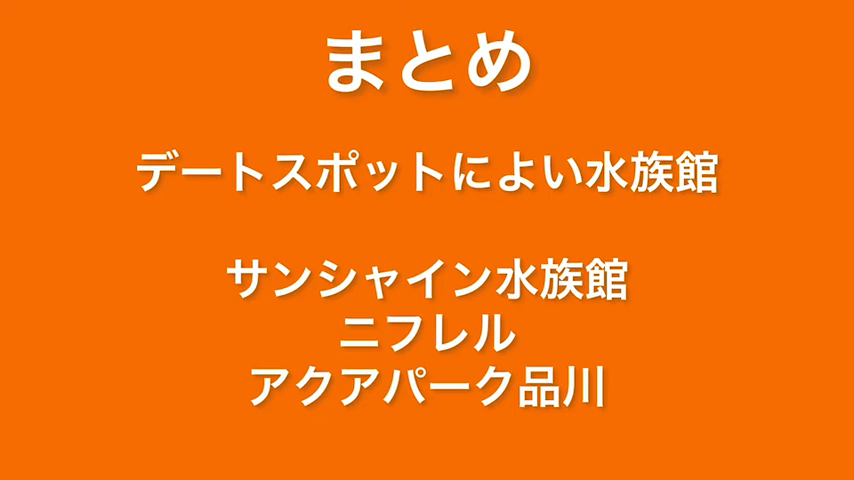 まとめ
デートスポットによい水族館
サンシャイン水族館
ニフレル
アクアパーク品川